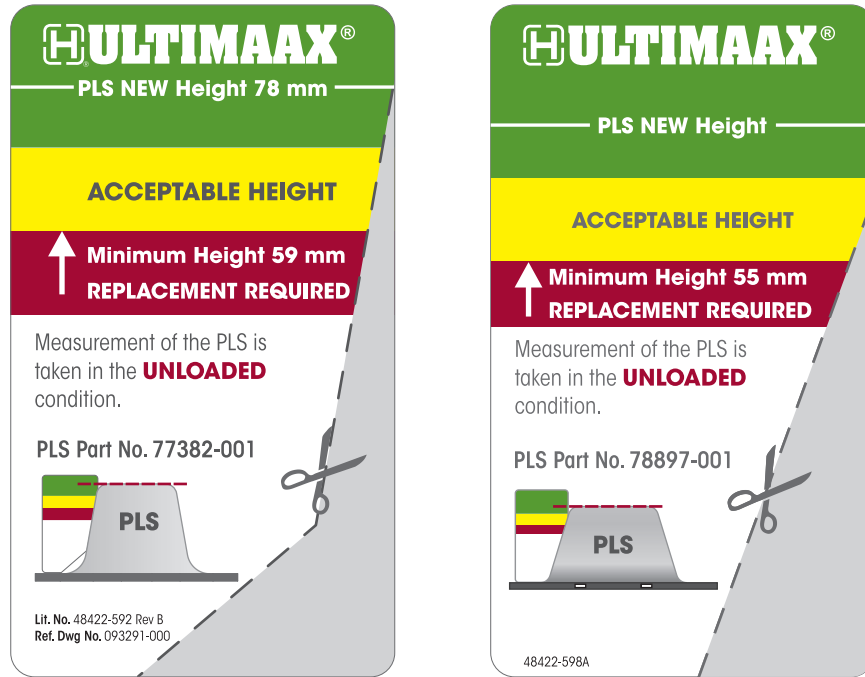 H ULTIMAAX®
PLS NEW Height 78 mm
ACCEPTABLE HEIGHT
Minimum Height 59 mm
REPLACEMENT REQUIRED
Measurement of the PLS is
taken in the UNLOADED
condition.
PLS Part No. 77382-001
PLS
Lit. No. 48422-592 Rev B
Ref. Dwg No. 093291-000
H ULTIMAAX®
PLS NEW Height
ACCEPTABLE HEIGHT
Minimum Height 55 mm
REPLACEMENT REQUIRED
Measurement of the PLS is
taken in the UNLOADED
condition.
PLS Part No. 78897-001
PLS
48422-598A